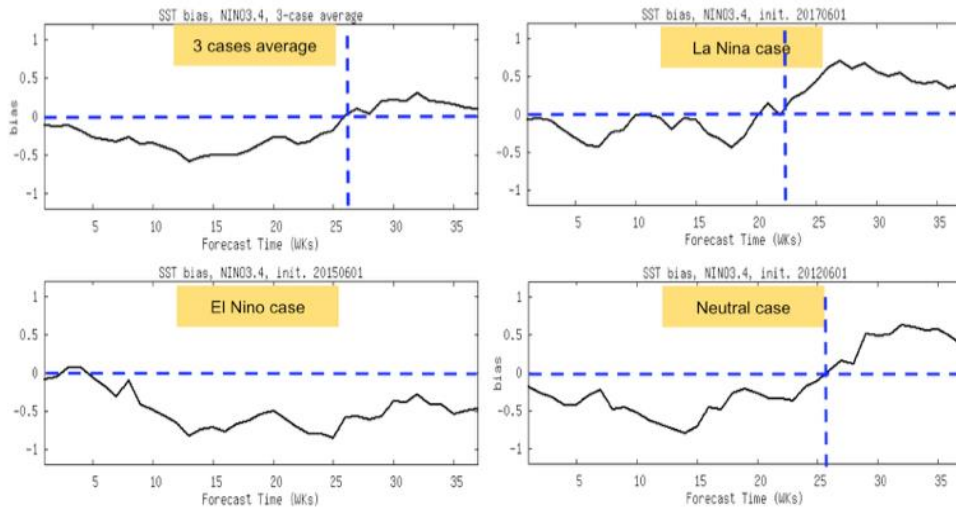 SST bias, NINO3.4, 3-case average
3 cases average
1
0.5
0
-0.5
-1
bias
5 10 15 20 25 30 35
Forecast Time (WKs)
SST bias, NINO3.4, init. 20170601
La Nina case
1
0.5
0
-0.5
-1
bias
5 10 15 20 25 30 35
Forecast Time (WKs)
SST bias, NINO3.4, init. 20150601
El Nino case
1
0.5
0
-0.5
-1
bias
5 10 15 20 25 30 35
Forecast Time (WKs)
SST bias, NINO3.4, init. 20120601
Neutral case
1
0.5
0
-0.5
-1
bias
5 10 15 20 25 30 35
Forecast Time (WKs)